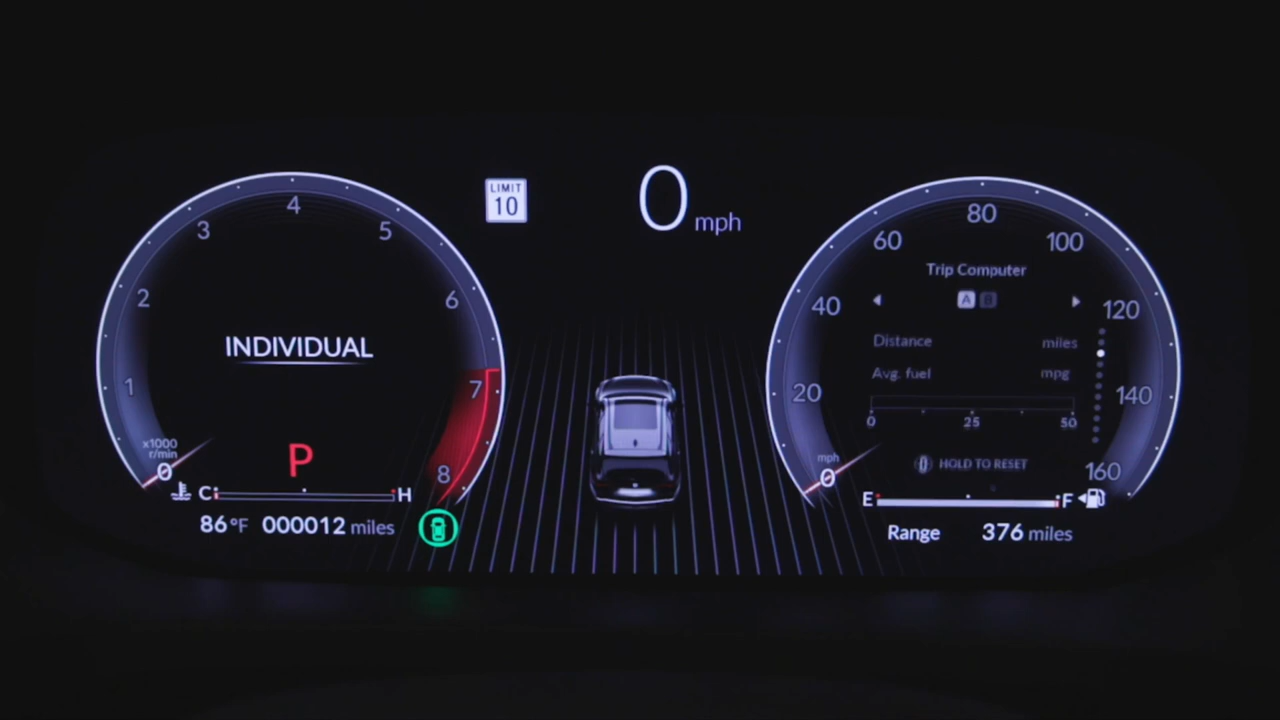 LIMIT
10
0 mph
1
2
3
4
5
6
7
8
x1000
r/min
0
INDIVIDUAL
P
C H
86°F 000012 miles
mph
0
20
40
60
80
100
120
140
160
Trip Computer
A B
Distance miles
Avg. fuel mpg
0 25 50
HOLD TO RESET
E F
Range 376 miles